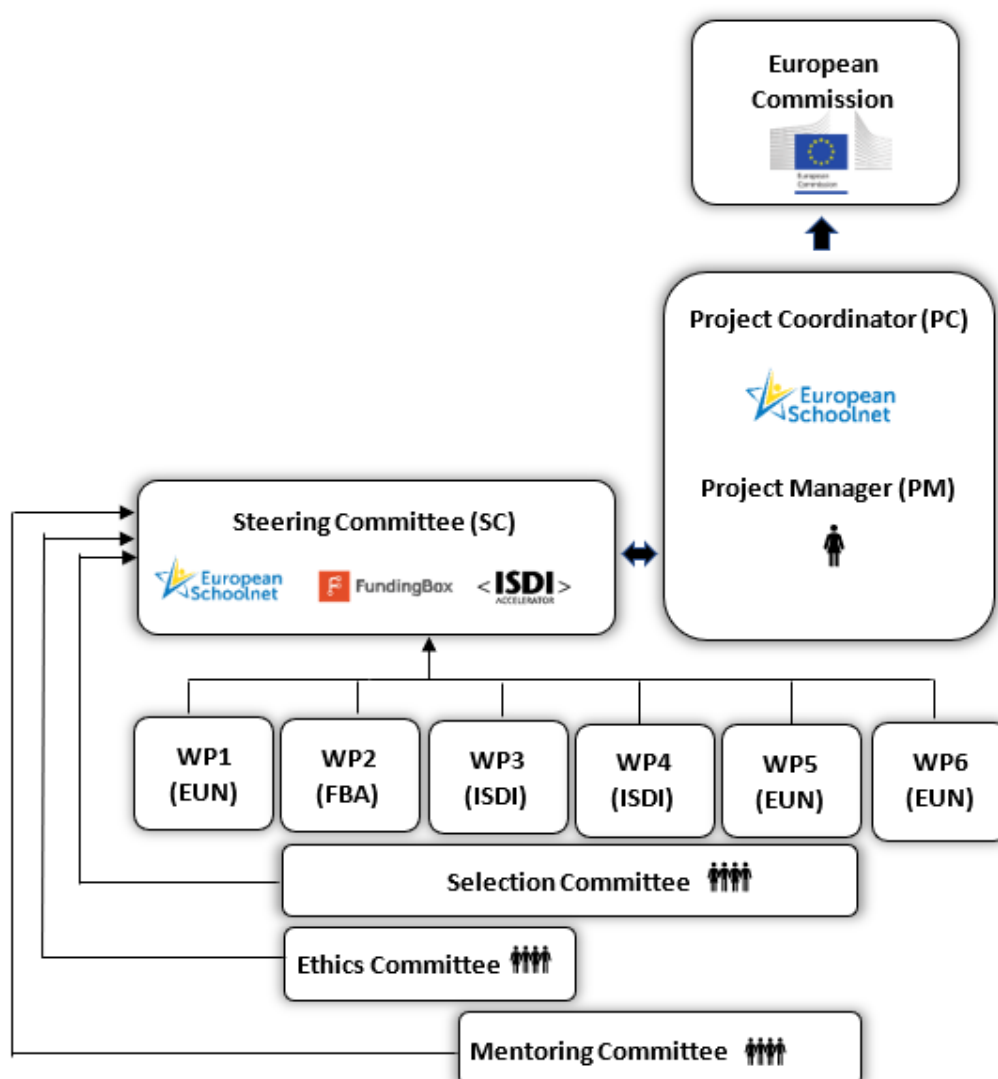 European
Commission
European
Commission
Project Coordinator (PC)
European
Schoolnet
Project Manager (PM)
Steering Committee (SC)
European
Schoolnet
FundingBox
<ISDI>
ACCELERATOR
WP1
(EUN)
WP2
(FBA)
WP3
(ISDI)
WP4
(ISDI)
WP5
(EUN)
WP6
(EUN)
Selection Committee
Ethics Committee
Mentoring Committee